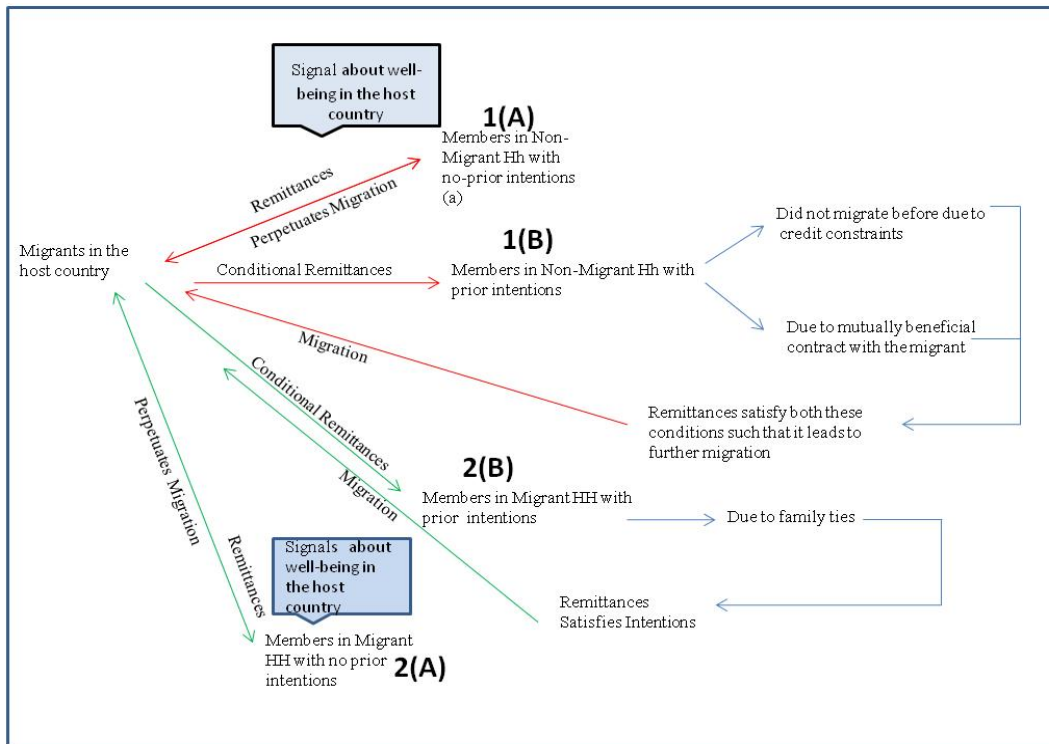 Signal about well-
being in the host
country
1(A)
Members in Non-
Migrant Hh with
no-prior intentions
(a)
Remittances
Perpetuates Migration
Migrants in the
host country
1(B)
Conditional Remittances
Members in Non-Migrant Hh with
prior intentions
Did not migrate before due to
credit constraints
Due to mutually beneficial
contract with the migrant
Migration
Remittances satisfy both these
conditions such that it leads to
further migration
Conditional Remittances
Migration
2(B)
Members in Migrant HH with
prior intentions
Due to family ties
Remittances
Satisfies Intentions
Perpetuates Migration
Remittances
Signals about
well-being in
the host
country
Members in Migrant
HH with no prior
intentions
2(A)